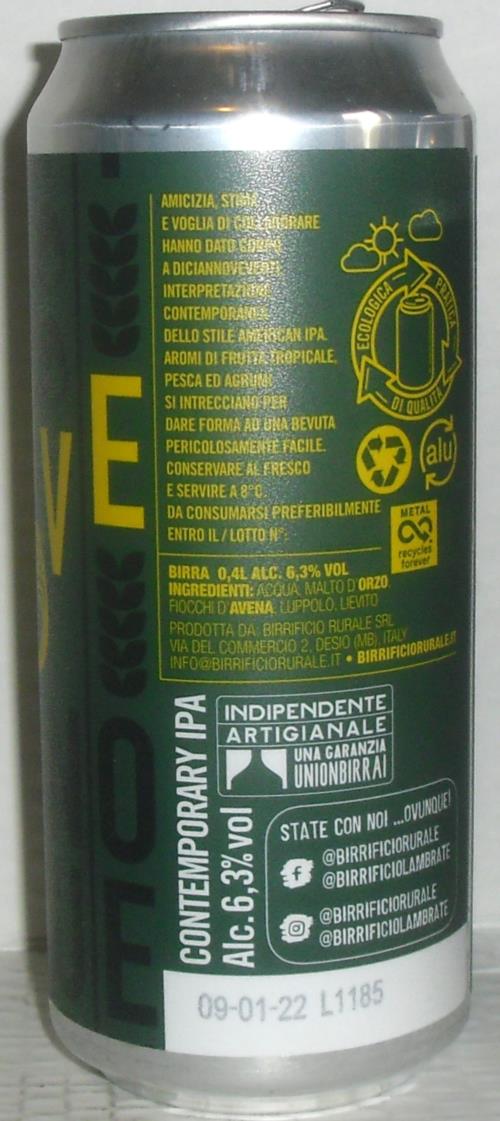 AMICIZIA, STIMA
E VOGLIA DI COLLABORARE
HANNO DATO CORPO
A DICIANNOVEVENTI,
INTERPRETAZIONE
CONTEMPORANEA
DELLO STILE AMERICAN IPA.
AROMI DI FRUTTA TROPICALE,
PESCA ED AGRUMI,
SI INTRECCIANO PER
DARE FORMA AD UNA BEVUTA
PERICOLOSAMENTE FACILE.
CONSERVARE AL FRESCO
E SERVIRE A 8°C.
DA CONSUMARSI PREFERIBILMENTE
ENTRO IL / LOTTO N°:
ECOLOGICA
PRATICA
DI QUALITÀ
alu
METAL
recycles
forever
BIRRA 0,4L ALC. 6,3% VOL
INGREDIENTI: ACQUA, MALTO D'ORZO,
FIOCCHI D'AVENA, LUPPOLO, LIEVITO
PRODOTTA DA: BIRRIFICIO RURALE SRL
VIA DEL COMMERCIO 2, DESIO (MB), ITALY
INFO@BIRRIFICIORURALE.IT • BIRRIFICIORURALE.IT
V
E
CONTEMPORARY IPA
Alc. 6,3% vol
INDIPENDENTE
ARTIGIANALE
UNA GARANZIA
UNIONBIRRAI
STATE CON NOI ...OVUNQUE!
@BIRRIFICIORURALE
@BIRRIFICIOLAMBRATE
@BIRRIFICIORURALE
@BIRRIFICIOLAMBRATE
09-01-22 L1185